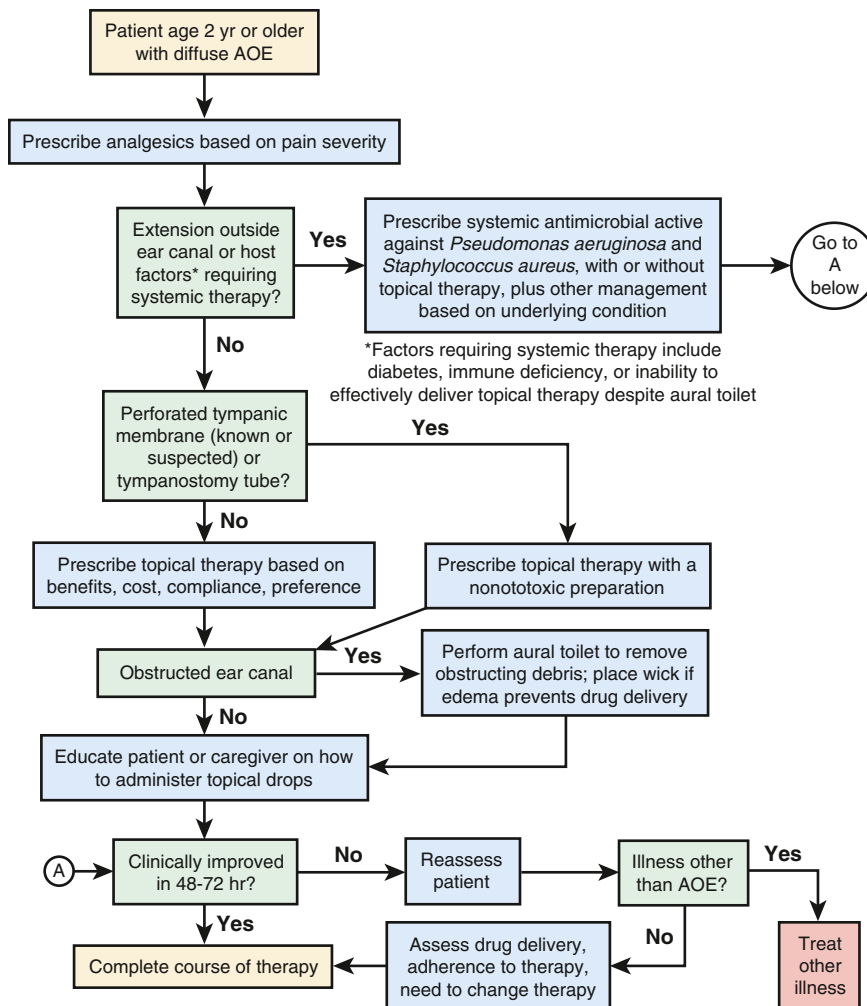 Patient age 2 yr or older
with diffuse AOE
Prescribe analgesics based on pain severity
Extension outside
ear canal or host
factors* requiring
systemic therapy?
Yes
Prescribe systemic antimicrobial active
against Pseudomonas aeruginosa and
Staphylococcus aureus, with or without
topical therapy, plus other management
based on underlying condition
Go to
A
below
No
*Factors requiring systemic therapy include
diabetes, immune deficiency, or inability to
effectively deliver topical therapy despite aural toilet
Perforated tympanic
membrane (known or
suspected) or
tympanostomy tube?
Yes
No
Prescribe topical therapy based on
benefits, cost, compliance, preference
Prescribe topical therapy with a
nonototoxic preparation
Obstructed ear canal
Yes
Perform aural toilet to remove
obstructing debris; place wick if
edema prevents drug delivery
No
Educate patient or caregiver on how
to administer topical drops
A
Clinically improved
in 48-72 hr?
No
Reassess
patient
Illness other
than AOE?
Yes
Yes
No
Complete course of therapy
Assess drug delivery,
adherence to therapy,
need to change therapy
Treat
other
illness